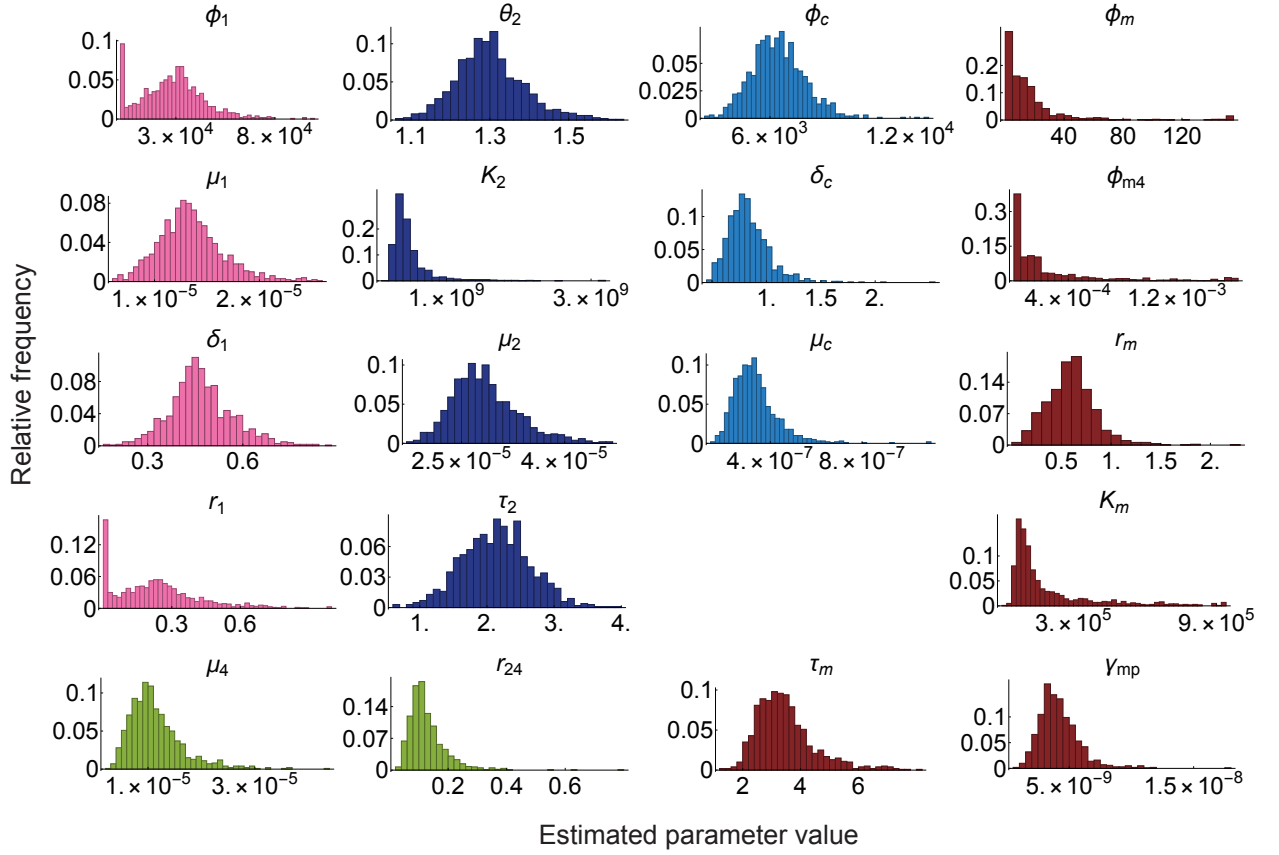 ϕ1 θ2 ϕc ϕm
0.1 0.05 0 3.×10^4 8.×10^4
0.1 0.05 0 1.1 1.3 1.5
0.05 0.025 0 6.×10^3 1.2×10^4
0.2 0.1 0 40 80 120
μ1 K2 δc ϕm4
0.08 0.04 0 1.×10^-5 2.×10^-5
0.2 0.1 0 1.×10^9 3.×10^9
0.1 0.05 0 1. 1.5 2.
0.3 0.15 0 4.×10^-4 1.2×10^-3
Relative frequency
δ1 μ2 μc rm
0.08 0.04 0 0.3 0.6
0.1 0.05 0 2.5×10^-5 4.×10^-5
0.1 0.05 0 4.×10^-7 8.×10^-7
0.14 0.07 0 0.5 1. 1.5 2.
r1 τ2 Km
0.12 0.06 0 0.3 0.6
0.06 0.03 0 1. 2. 3. 4.
0.1 0.05 0 3.×10^5 9.×10^5
μ4 r24 τm γmp
0.1 0.05 0 1.×10^-5 3.×10^-5
0.14 0.07 0 0.2 0.4 0.6
0.1 0.05 0 2 4 6
0.1 0.05 0 5.×10^-9 1.5×10^-8
Estimated parameter value